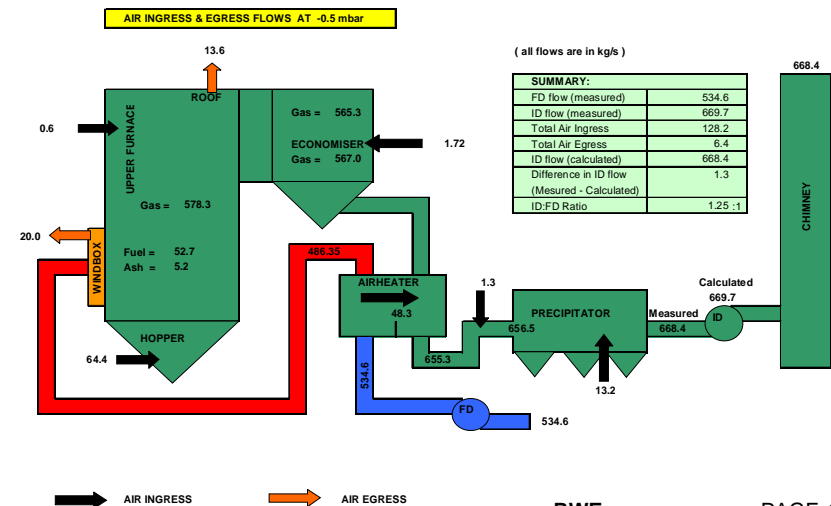 AIR INGRESS & EGRESS FLOWS AT -0.5 mbar
13.6
( all flows are in kg/s )
668.4
ROOF
SUMMARY:
FD flow (measured) 534.6
ID flow (measured) 669.7
Total Air Ingress 128.2
Total Air Egress 6.4
ID flow (calculated) 668.4
Difference in ID flow 1.3
(Mesured - Calculated)
ID:FD Ratio 1.25 :1
UPPER FURNACE
Gas = 565.3
0.6
ECONOMISER
1.72
Gas = 567.0
CHIMNEY
Gas = 578.3
20.0
WINDBOX
Fuel = 52.7
Ash = 5.2
486.35
AIRHEATER
48.3
1.3
Calculated
669.7
PRECIPITATOR
Measured
ID
656.5
668.4
HOPPER
64.4
655.3
534.6
13.2
FD
534.6
AIR INGRESS
AIR EGRESS